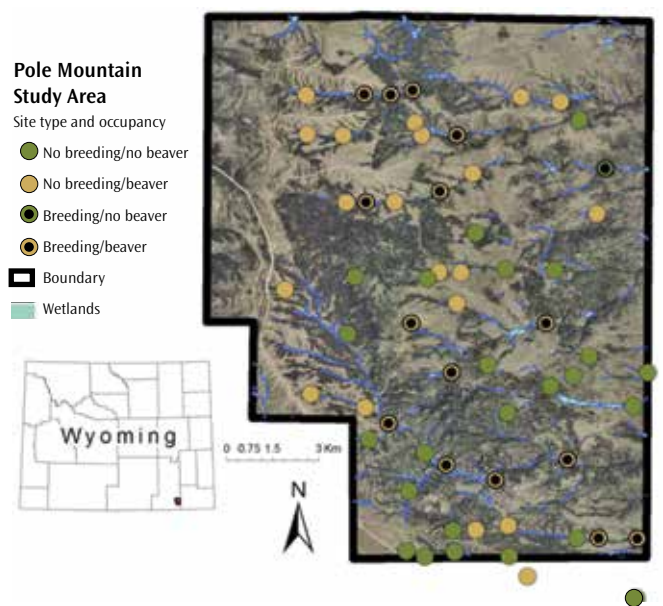 Pole Mountain
Study Area
Site type and occupancy
No breeding/no beaver
No breeding/beaver
Breeding/no beaver
Breeding/beaver
Boundary
Wetlands
Wyoming
0 0.75 1.5 3 Km
N